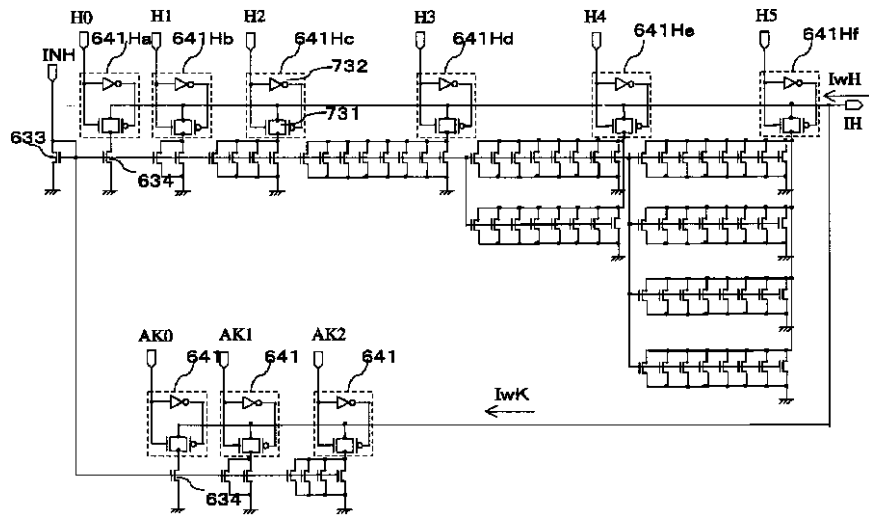 H0 H1 H2 H3 H4 H5
641Ha 641Hb 641Hc 641Hd 641He 641Hf
INH
732
IwH
731
IH
633
634
AK0 AK1 AK2
641 641 641
IwK
634